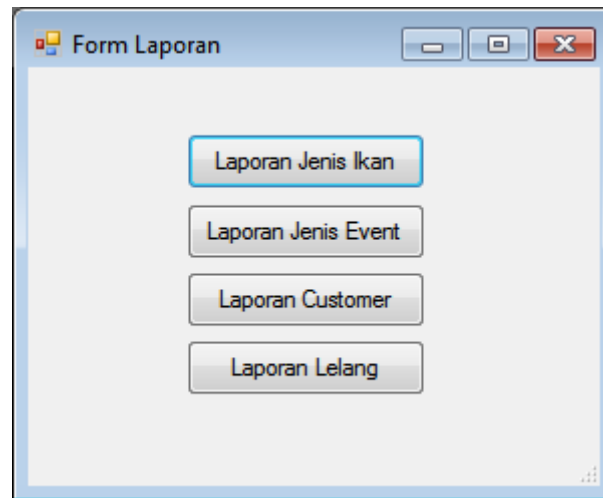 Form Laporan
Laporan Jenis Ikan
Laporan Jenis Event
Laporan Customer
Laporan Lelang